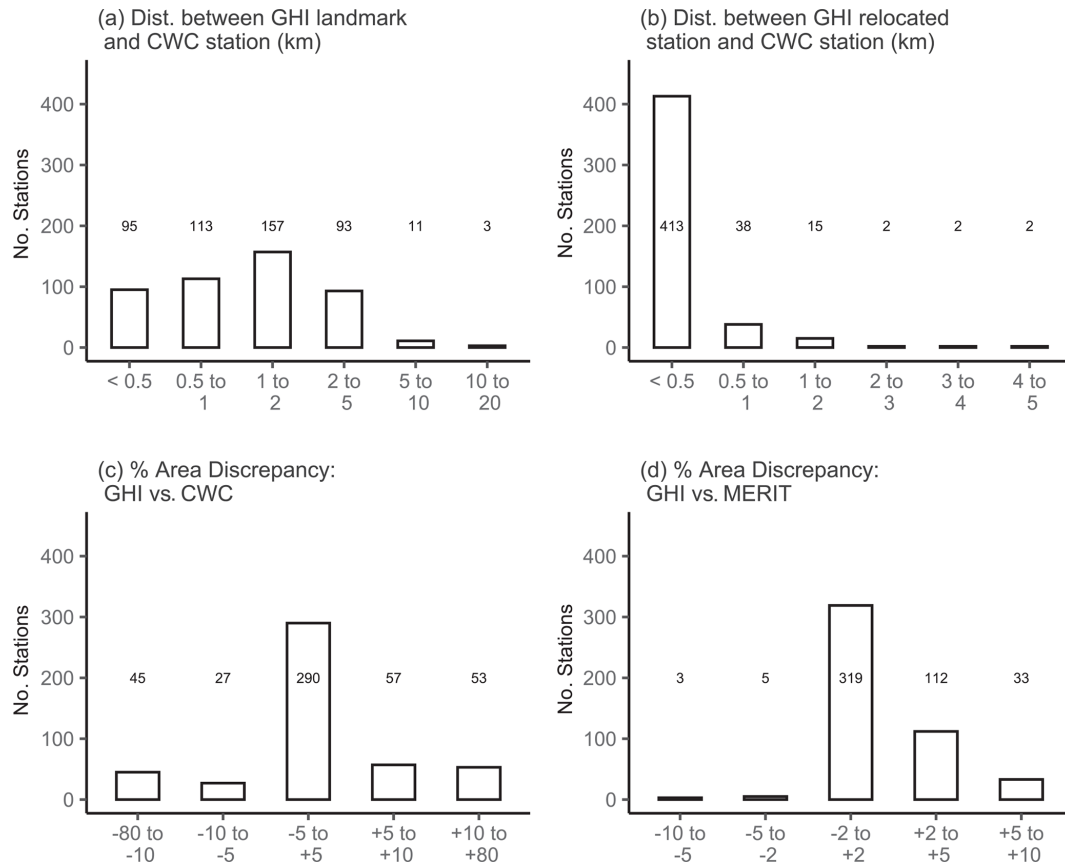 (a) Dist. between GHI landmark
and CWC station (km)
No. Stations
400
300
200
100
0
95 113 157 93 11 3
< 0.5 0.5 to 1 to 2 to 5 to 10 to
1 2 5 10 20
(b) Dist. between GHI relocated
station and CWC station (km)
No. Stations
400
300
200
100
0
413 38 15 2 2 2
< 0.5 0.5 to 1 to 2 to 3 to 4 to
1 2 3 4 5
(c) % Area Discrepancy:
GHI vs. CWC
No. Stations
400
300
200
100
0
45 27 290 57 53
-80 to -10 to -5 to +5 to +10 to
-10 -5 +5 +10 +80
(d) % Area Discrepancy:
GHI vs. MERIT
No. Stations
400
300
200
100
0
3 5 319 112 33
-10 to -5 to -2 to +2 to +5 to
-5 -2 +2 +5 +10